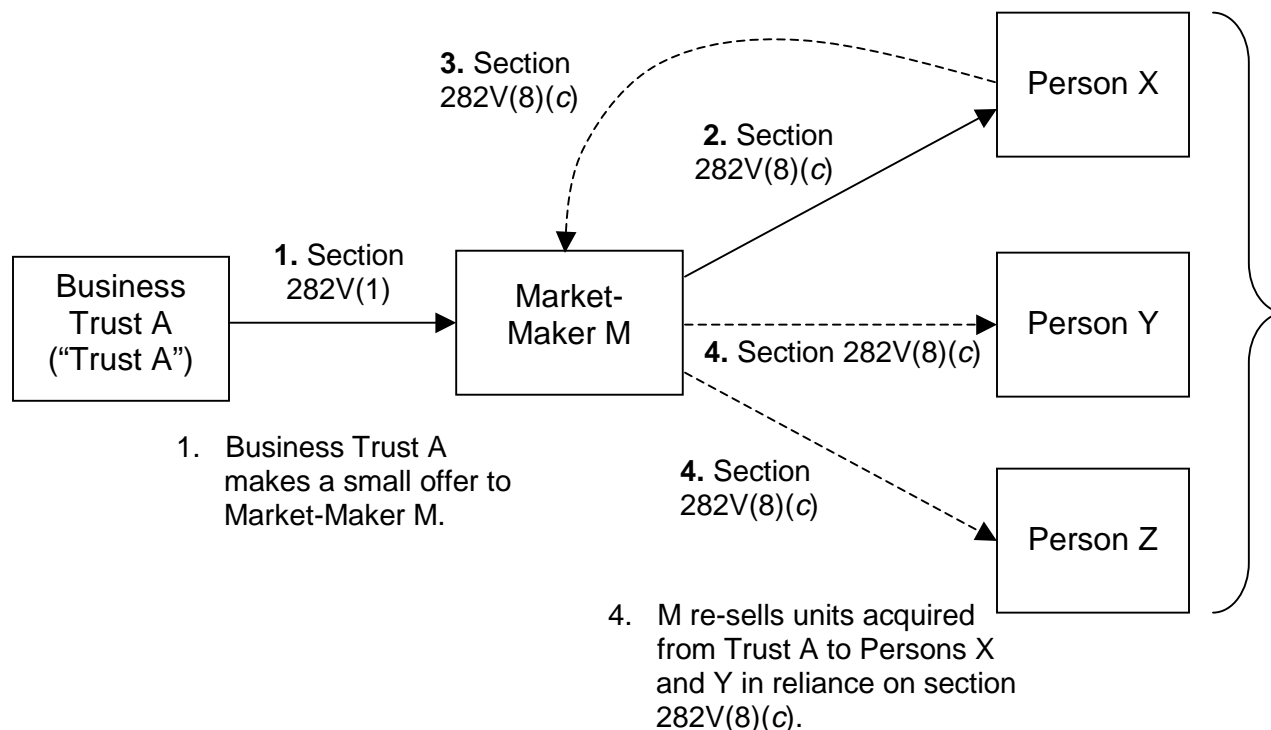 3. Section
282V(8)(c)
Person X
2. Section
282V(8)(c)
1. Section
282V(1)
Business
Trust A
(“Trust A”)
Market-
Maker M
Person Y
4. Section 282V(8)(c)
1. Business Trust A
makes a small offer to
Market-Maker M.
4. Section
282V(8)(c)
Person Z
4. M re-sells units acquired
from Trust A to Persons X
and Y in reliance on section
282V(8)(c).